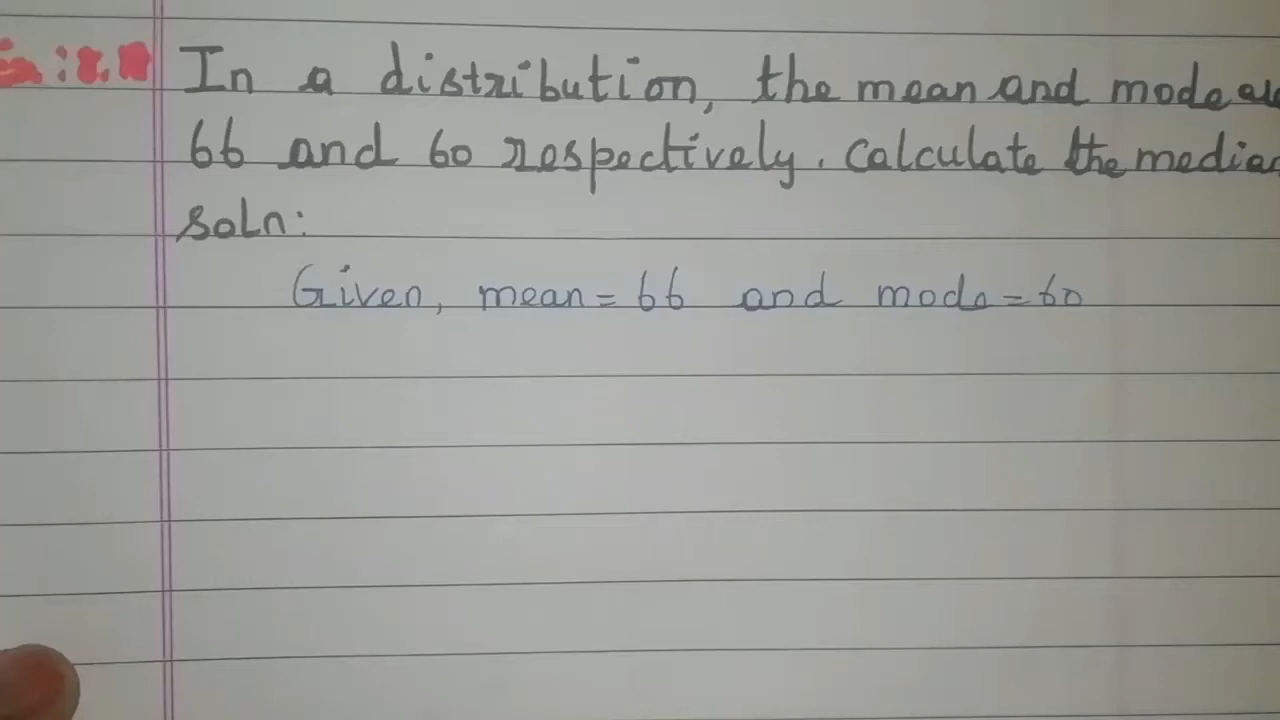 In a distribution, the mean and mode
66 and 60 respectively. Calculate the
soln:
Given, mean = 66 and mode = 60